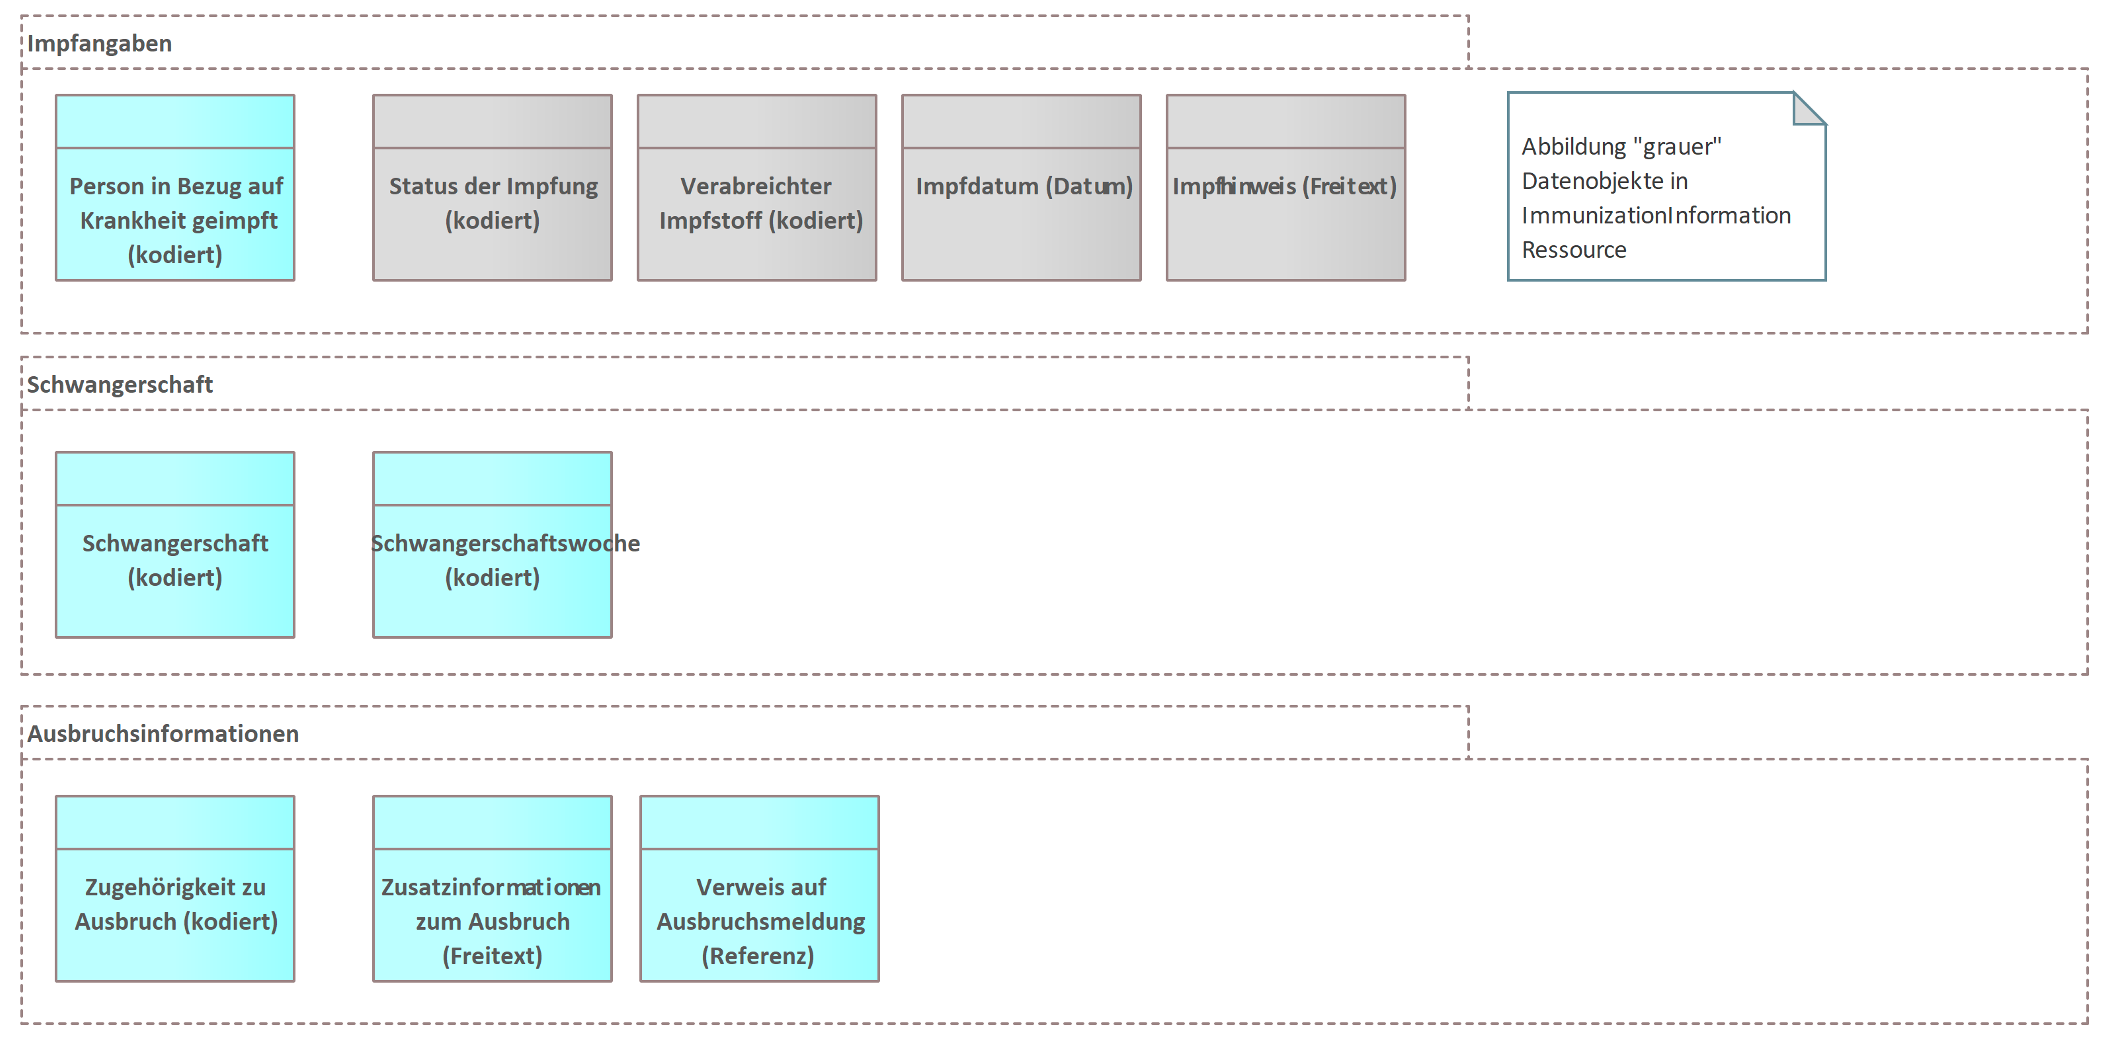 Impfangaben
Person in Bezug auf
Krankheit geimpft
(kodiert)
Status der Impfung
(kodiert)
Verabreichter
Impfstoff (kodiert)
Impfdatum (Datum)
Impfhinweis (Freitext)
Abbildung "grauer"
Datenobjekte in
ImmunizationInformation
Ressource
Schwangerschaft
Schwangerschaft
(kodiert)
Schwangerschaftswoche
(kodiert)
Ausbruchsinformationen
Zugehörigkeit zu
Ausbruch (kodiert)
Zusatzinformationen
zum Ausbruch
(Freitext)
Verweis auf
Ausbruchsmeldung
(Referenz)